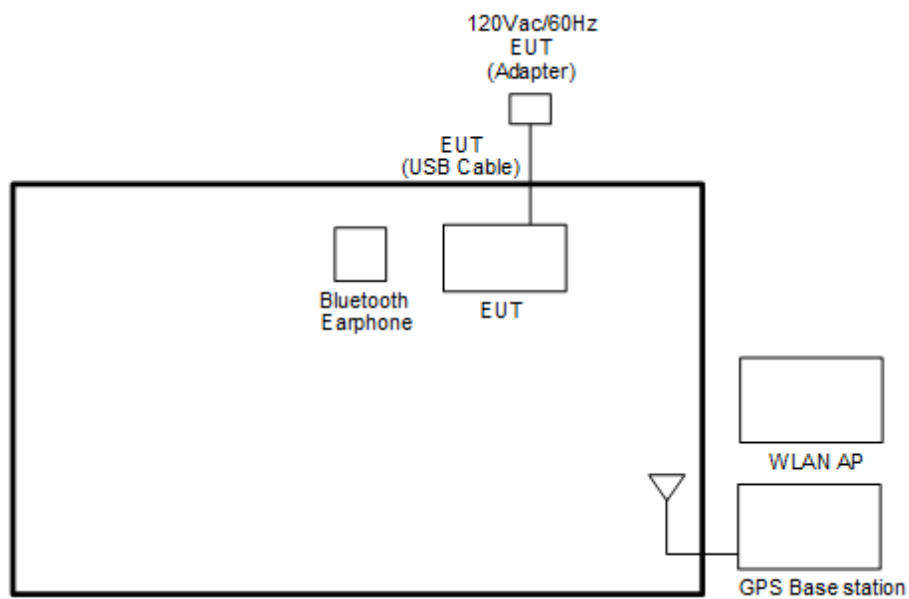 120Vac/60Hz
EUT
(Adapter)
EUT
(USB Cable)
Bluetooth
Earphone
EUT
WLAN AP
GPS Base station